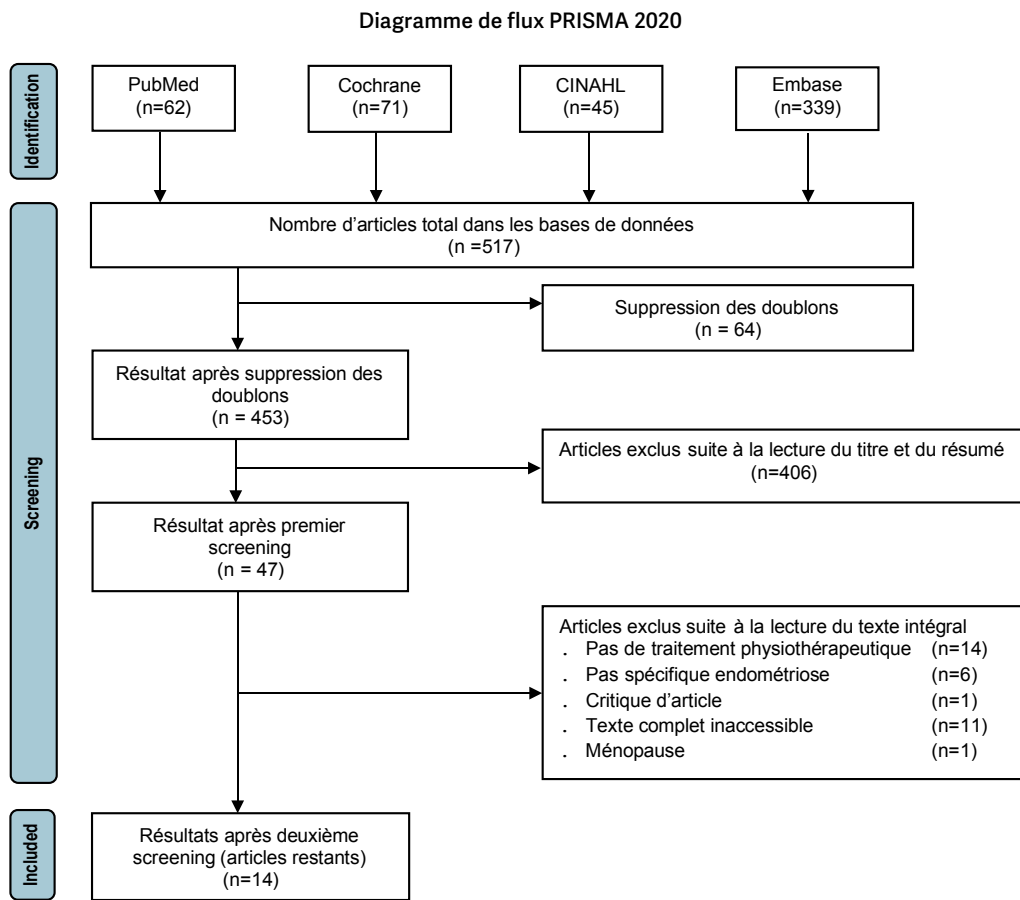 Diagramme de flux PRISMA 2020
Identification
PubMed
(n=62)
Cochrane
(n=71)
CINAHL
(n=45)
Embase
(n=339)
Screening
Nombre d'articles total dans les bases de données
(n =517)
Suppression des doublons
(n = 64)
Résultat après suppression des
doublons
(n = 453)
Articles exclus suite à la lecture du titre et du résumé
(n=406)
Résultat après premier
screening
(n = 47)
Articles exclus suite à la lecture du texte intégral
. Pas de traitement physiothérapeutique (n=14)
. Pas spécifique endométriose (n=6)
. Critique d'article (n=1)
. Texte complet inaccessible (n=11)
. Ménopause (n=1)
Included
Résultats après deuxième
screening (articles restants)
(n=14)